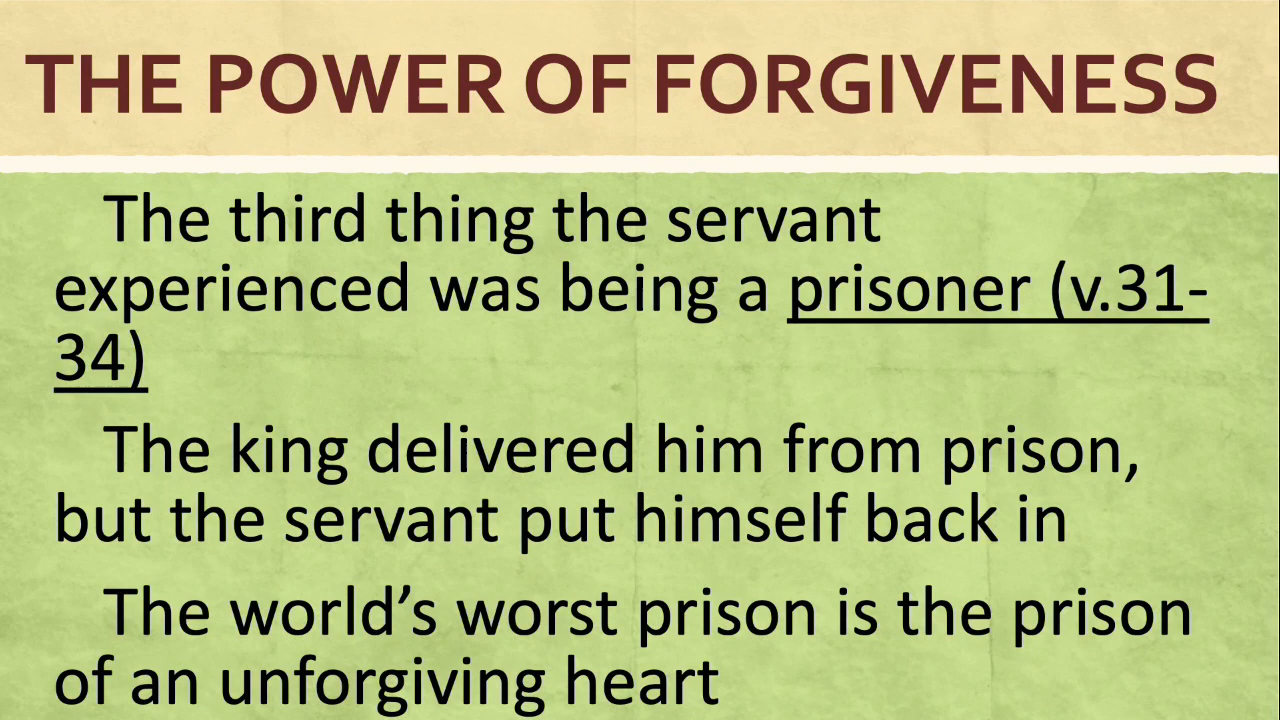 THE POWER OF FORGIVENESS
The third thing the servant
experienced was being a prisoner (v.31-
34)
The king delivered him from prison,
but the servant put himself back in
The world’s worst prison is the prison
of an unforgiving heart